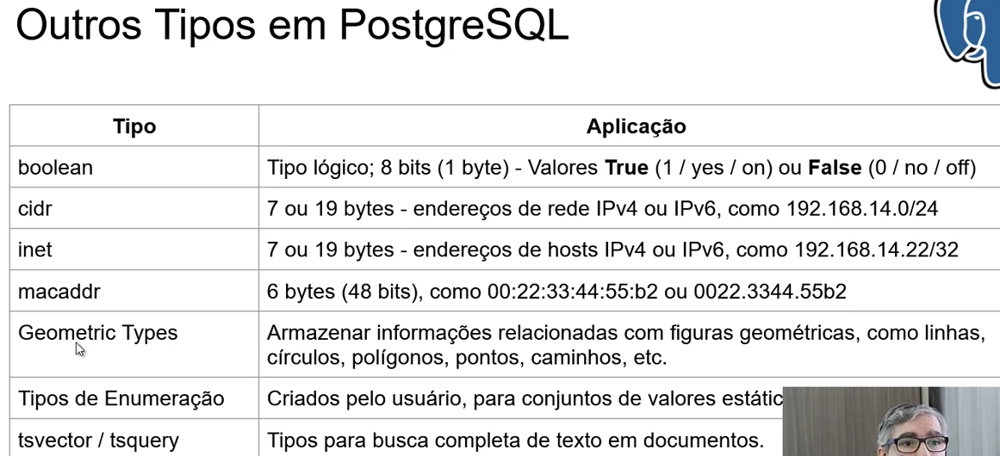 Outros Tipos em PostgreSQL
Tipo
Aplicação
boolean
Tipo lógico; 8 bits (1 byte) - Valores True (1 / yes / on) ou False (0 / no / off)
cidr
7 ou 19 bytes - endereços de rede IPv4 ou IPv6, como 192.168.14.0/24
inet
7 ou 19 bytes - endereços de hosts IPv4 ou IPv6, como 192.168.14.22/32
macaddr
6 bytes (48 bits), como 00:22:33:44:55:b2 ou 0022.3344.55b2
Geometric Types
Armazenar informações relacionadas com figuras geométricas, como linhas,
círculos, polígonos, pontos, caminhos, etc.
Tipos de Enumeração
Criados pelo usuário, para conjuntos de valores
tsvector / tsquery
Tipos para busca completa de texto em documentos.